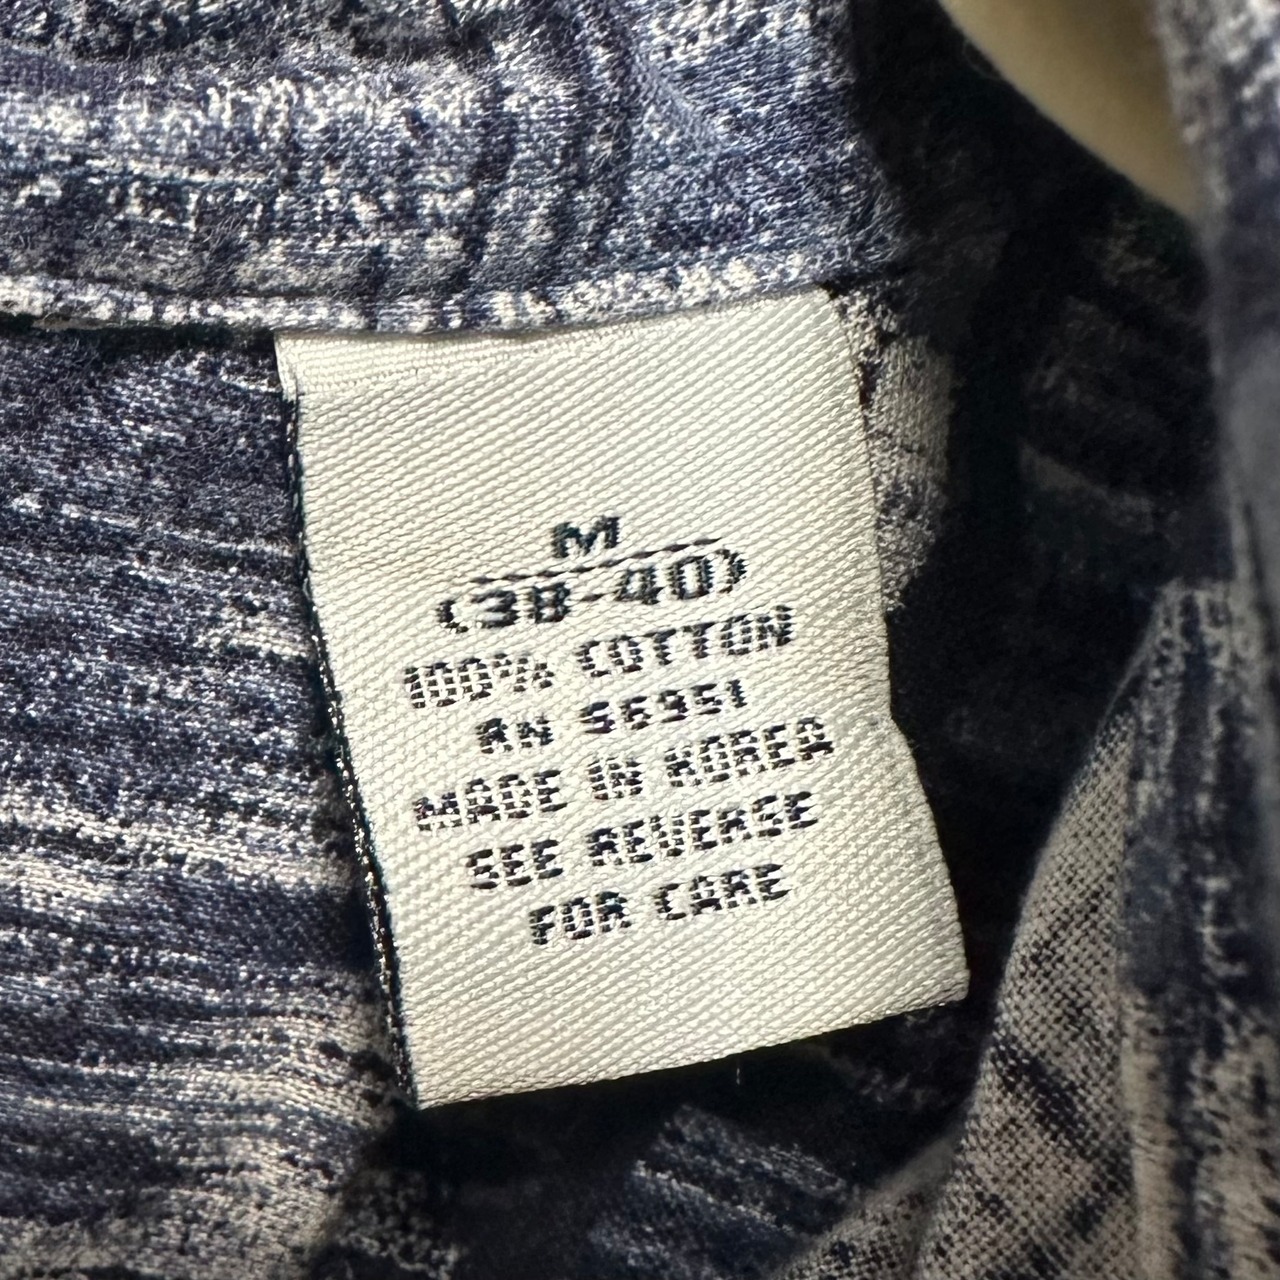 M
(38-40)
100% COTTON
RN 56951
MADE IN KOREA
SEE REVERSE
FOR CARE